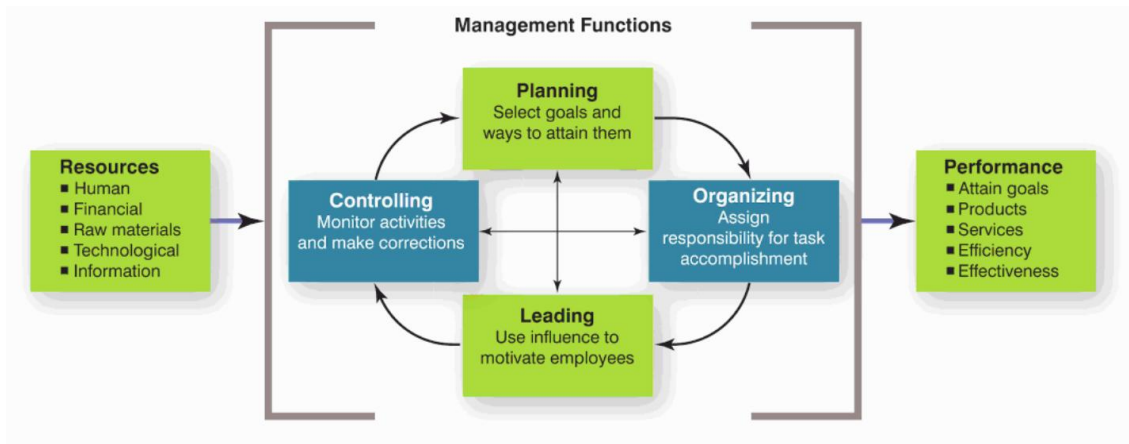 Management Functions
Planning
Select goals and
ways to attain them
Resources
▪ Human
▪ Financial
▪ Raw materials
▪ Technological
▪ Information
Controlling
Monitor activities
and make corrections
Organizing
Assign
responsibility for task
accomplishment
Leading
Use influence to
motivate employees
Performance
▪ Attain goals
▪ Products
▪ Services
▪ Efficiency
▪ Effectiveness